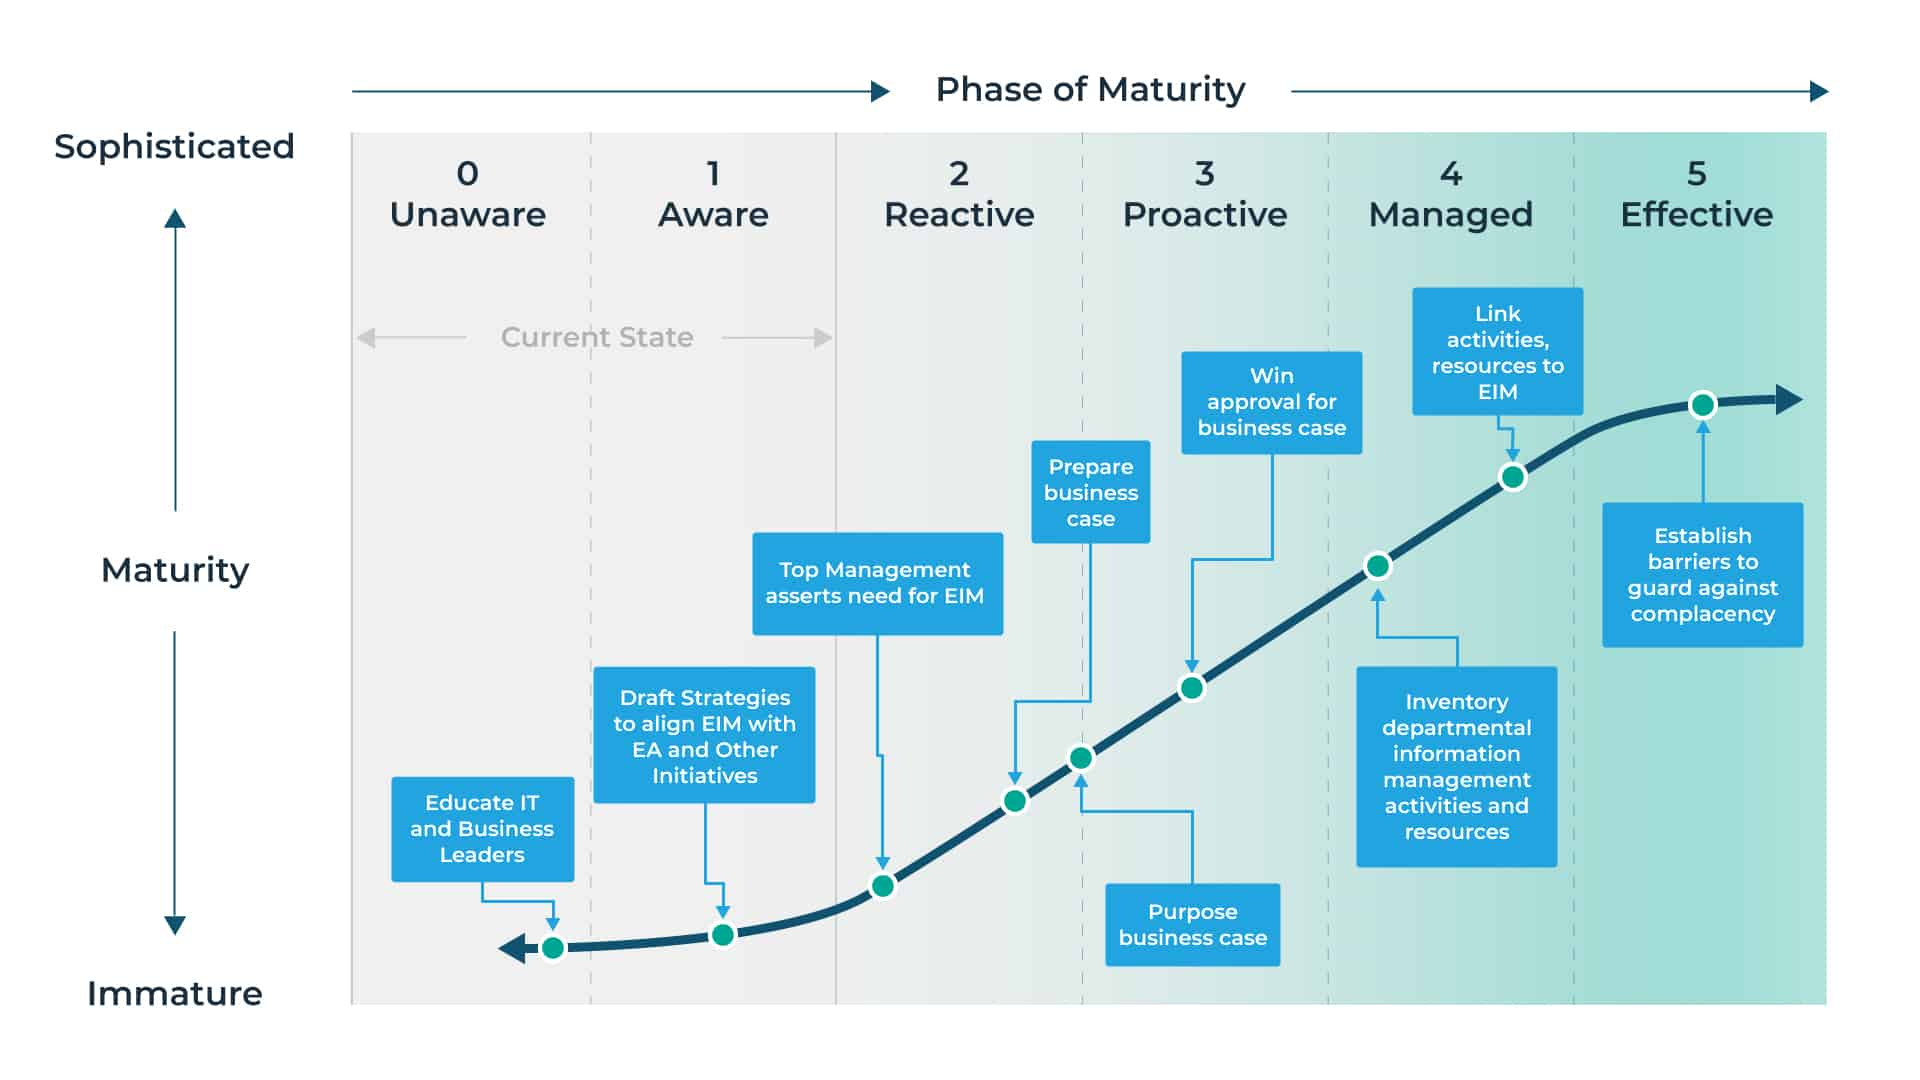 Phase of Maturity
Sophisticated
Maturity
Immature
0
Unaware
1
Aware
2
Reactive
3
Proactive
4
Managed
5
Effective
Current State
Educate IT
and Business
Leaders
Draft Strategies
to align EIM with
EA and Other
Initiatives
Top Management
asserts need for EIM
Prepare
business
case
Purpose
business case
Win
approval for
business case
Inventory
departmental
information
management
activities and
resources
Link
activities,
resources to
EIM
Establish
barriers to
guard against
complacency